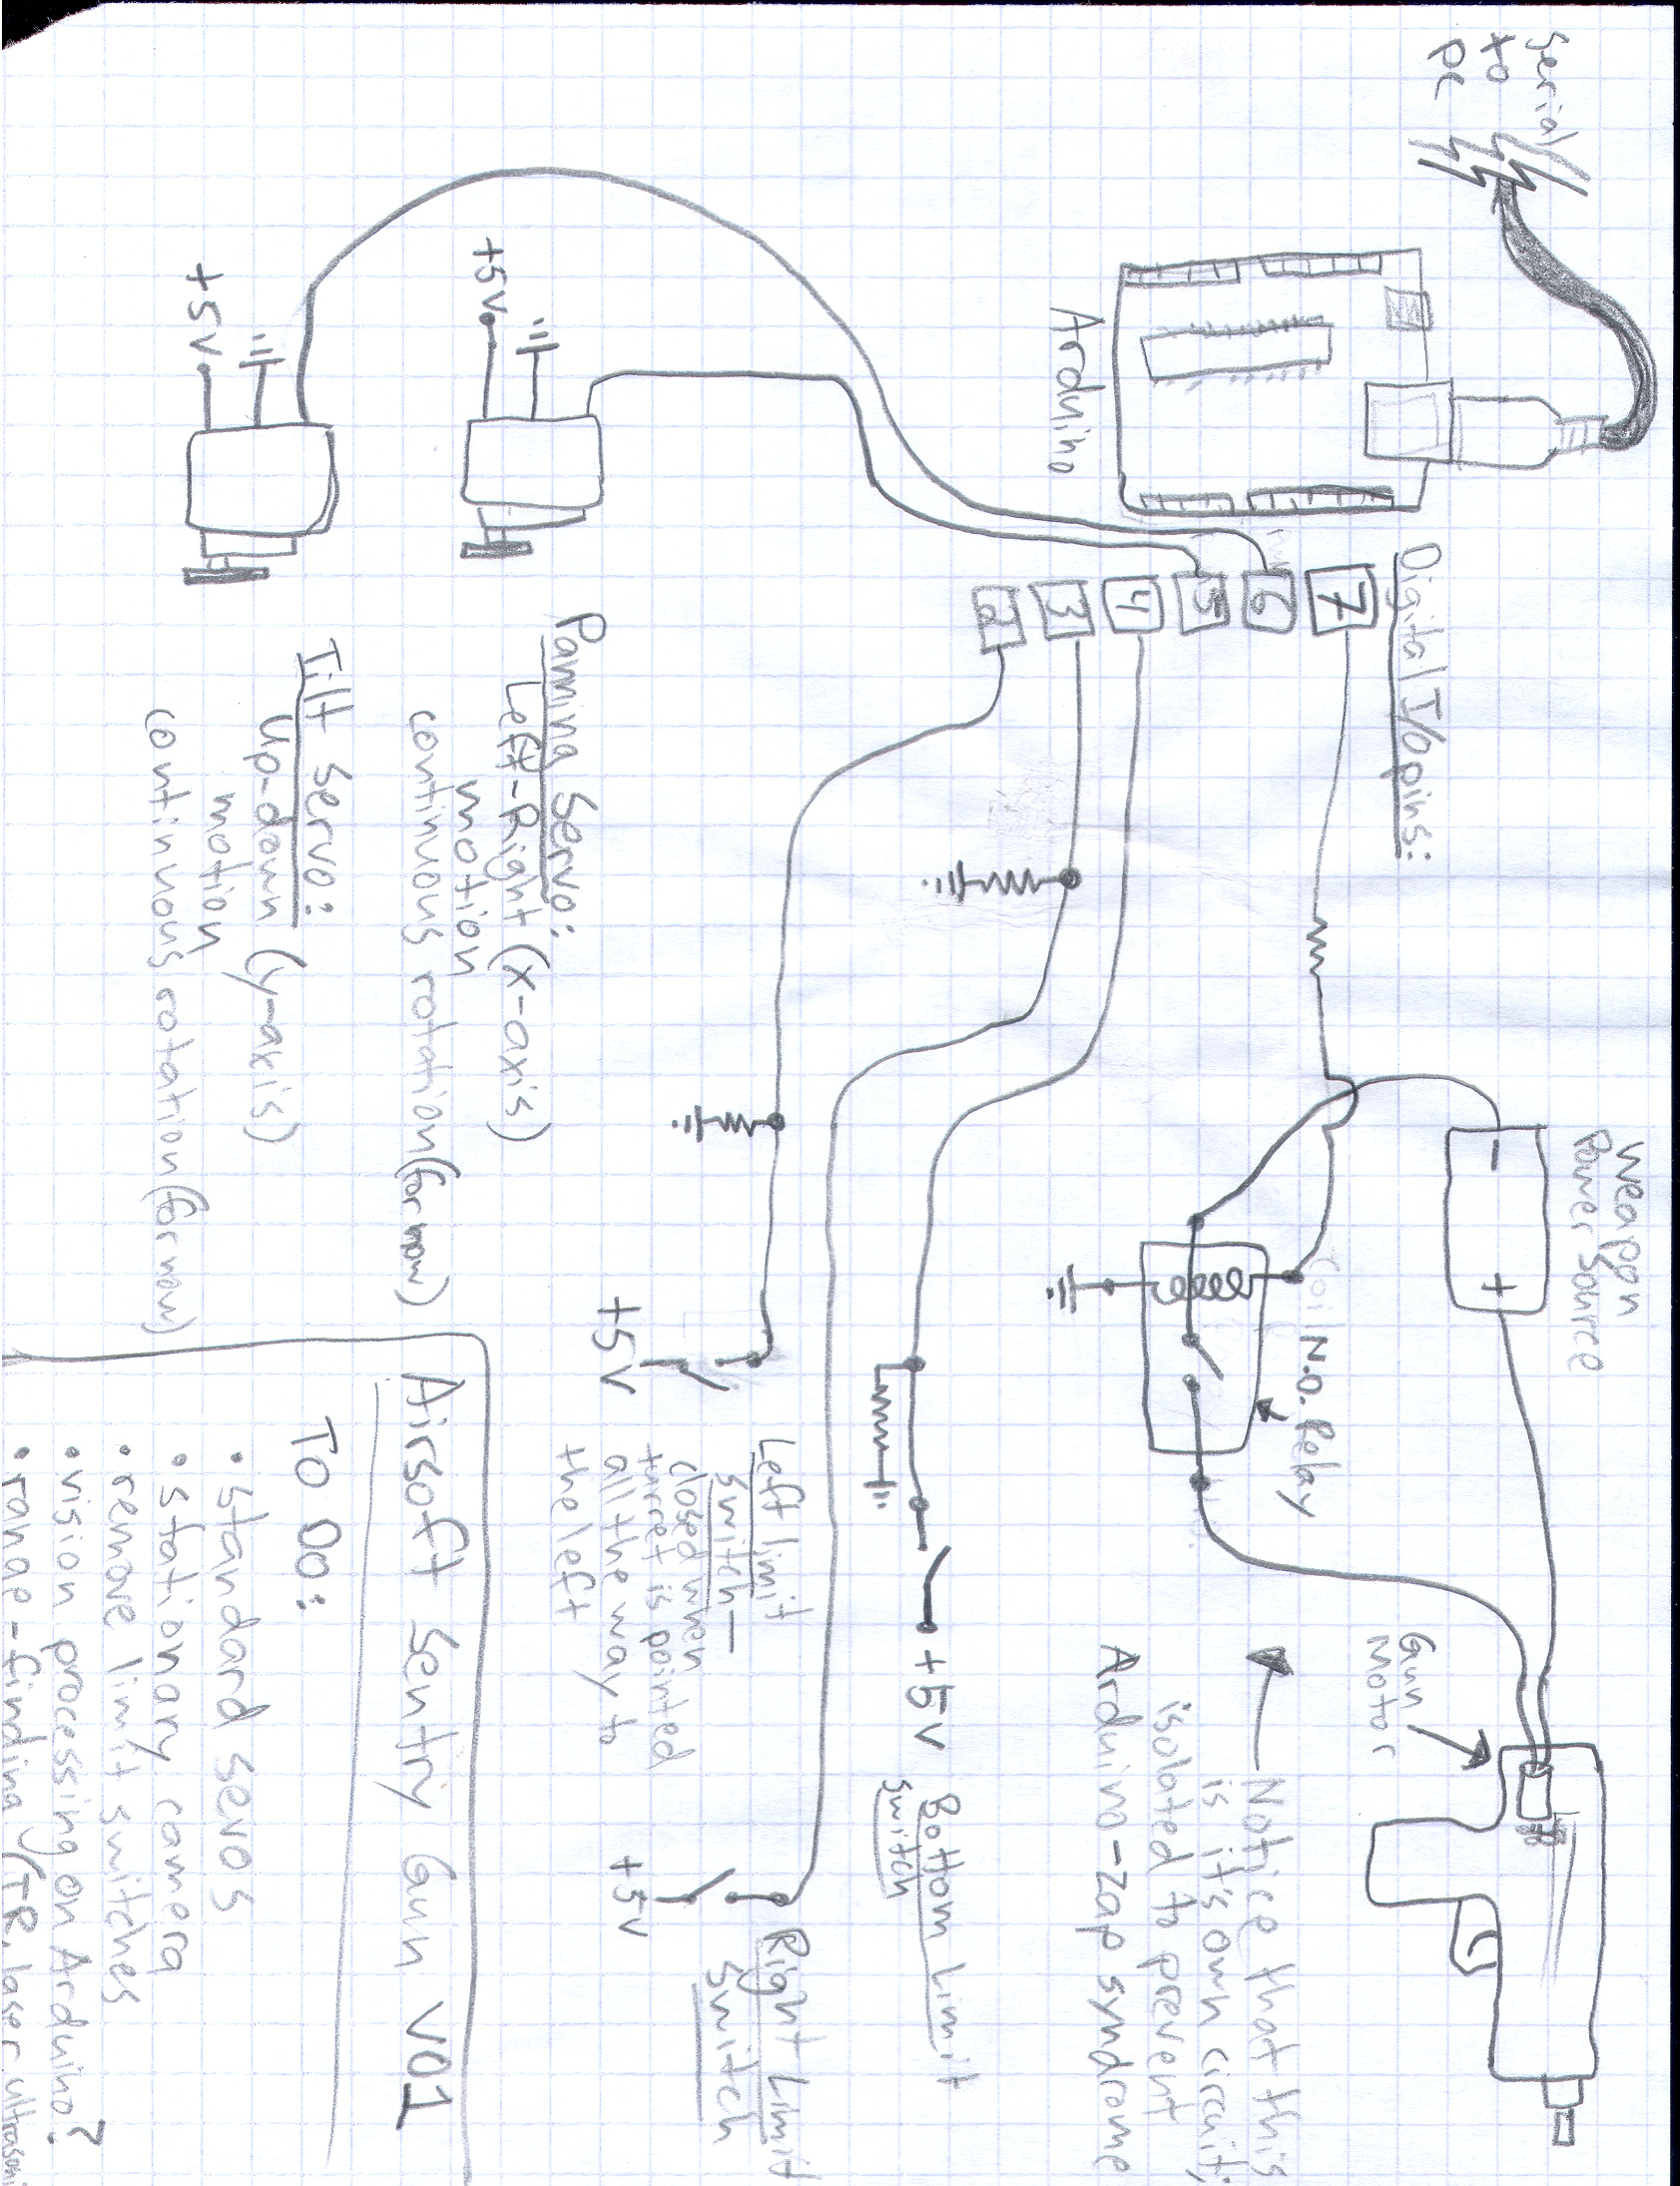 Serial
to
PC
Arduino
Digital I/O pins:
7
6
5
4
3
2
Weapon
Power Source
-
+
Coil
N.O. Relay
Gun
Motor
Notice that this
is it's own circuit;
isolated to prevent
Arduino-zap syndrome
+5V
Bottom Limit
Switch
Left limit
Switch—
closed when
turret is pointed
all the way to
the left
+5V
Right Limit
Switch
+5V
+5V
+5V
Panning Servo:
Left-Right (x-axis)
motion
continuous rotation (for now)
Tilt Servo:
up-down (y-axis)
motion
continuous rotation (for now)
Airsoft Sentry Gun V01
TO DO:
• Standard servos
• Stationary camera
• remove limit switches
• vision processing on Arduino?
• range-finding